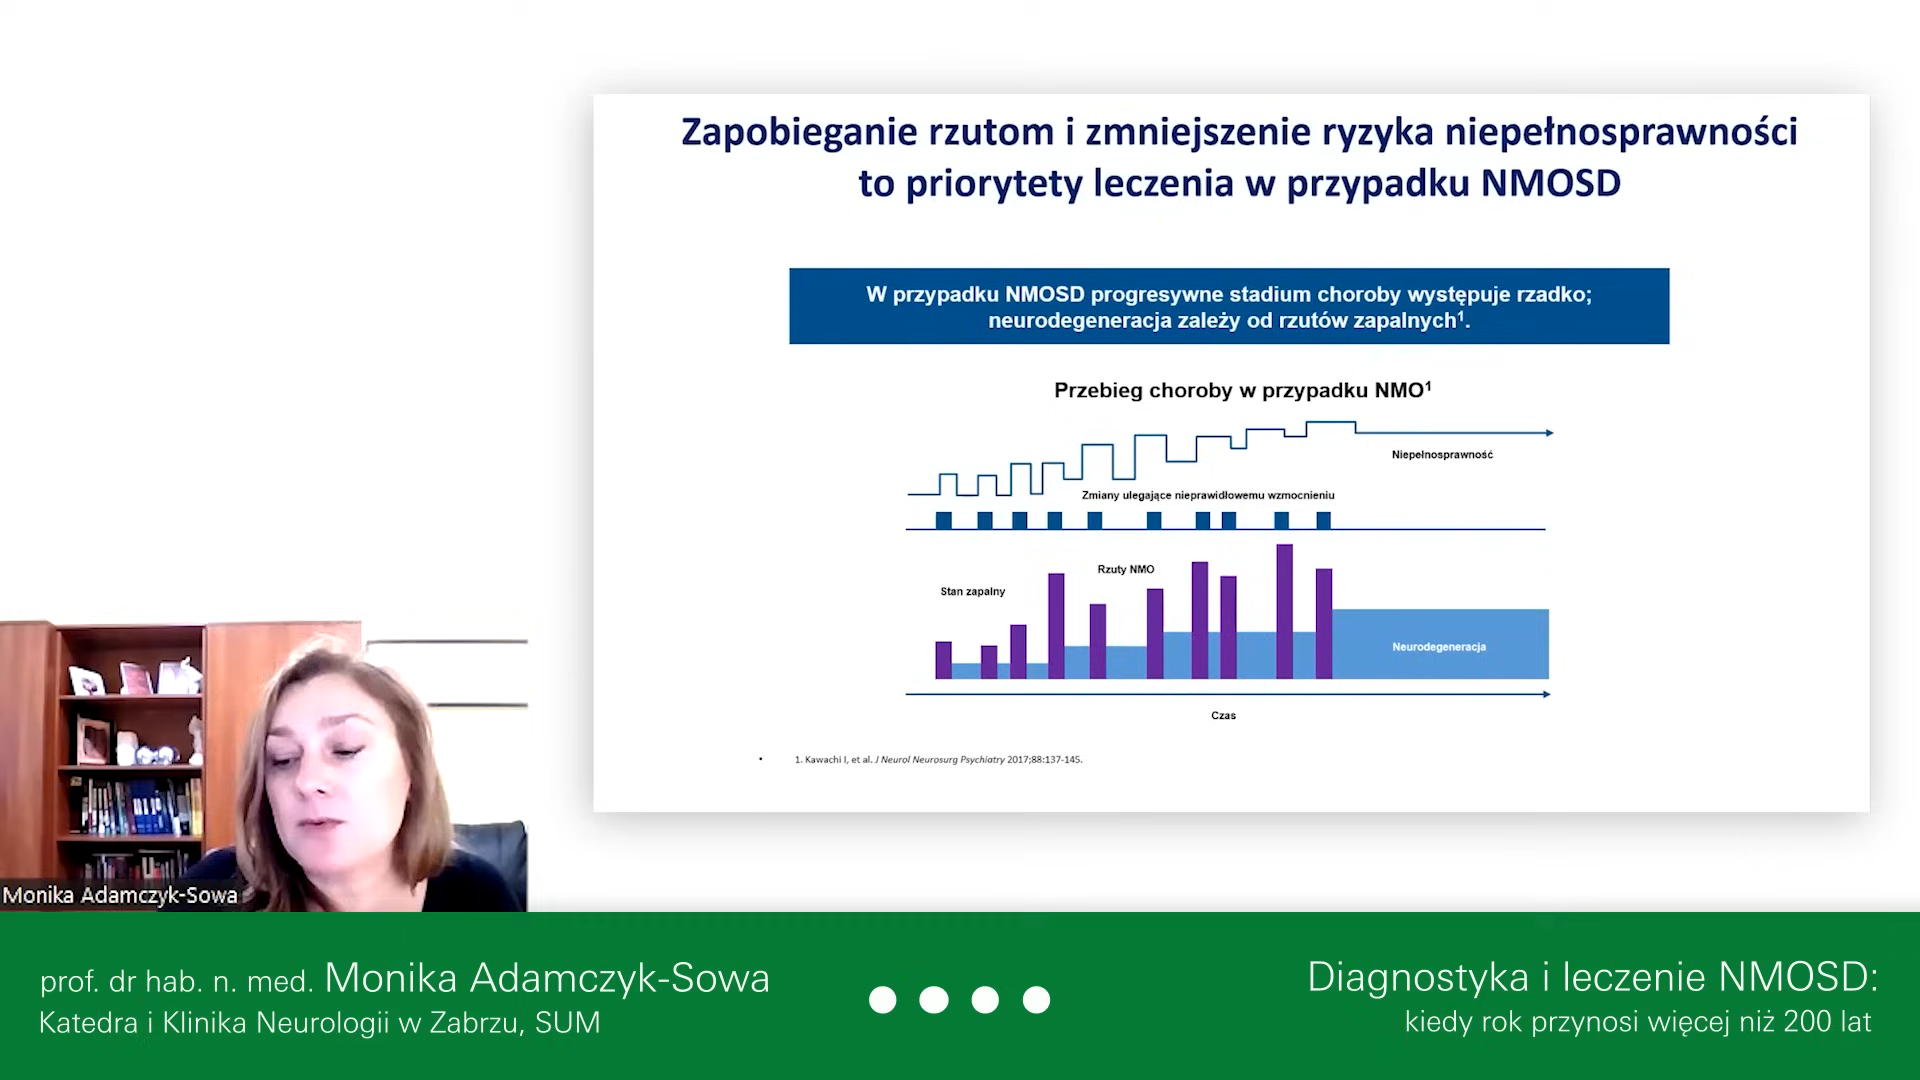 Zapobieganie rzutom i zmniejszenie ryzyka niepełnosprawności
to priorytety leczenia w przypadku NMOSD
W przypadku NMOSD progresywne stadium choroby występuje rzadko;
neurodegeneracja zależy od rzutów zapalnych¹.
Przebieg choroby w przypadku NMO¹
Niepełnosprawność
Zmiany ulegające nieprawidłowemu wzmocnieniu
Rzuty NMO
Stan zapalny
Neurodegeneracja
Czas
• 1. Kawachi I, et al. J Neurol Neurosurg Psychiatry 2017;88:137-145.
Monika Adamczyk-Sowa
prof. dr hab. n. med. Monika Adamczyk-Sowa
Katedra i Klinika Neurologii w Zabrzu, SUM
Diagnostyka i leczenie NMOSD:
kiedy rok przynosi więcej niż 200 lat